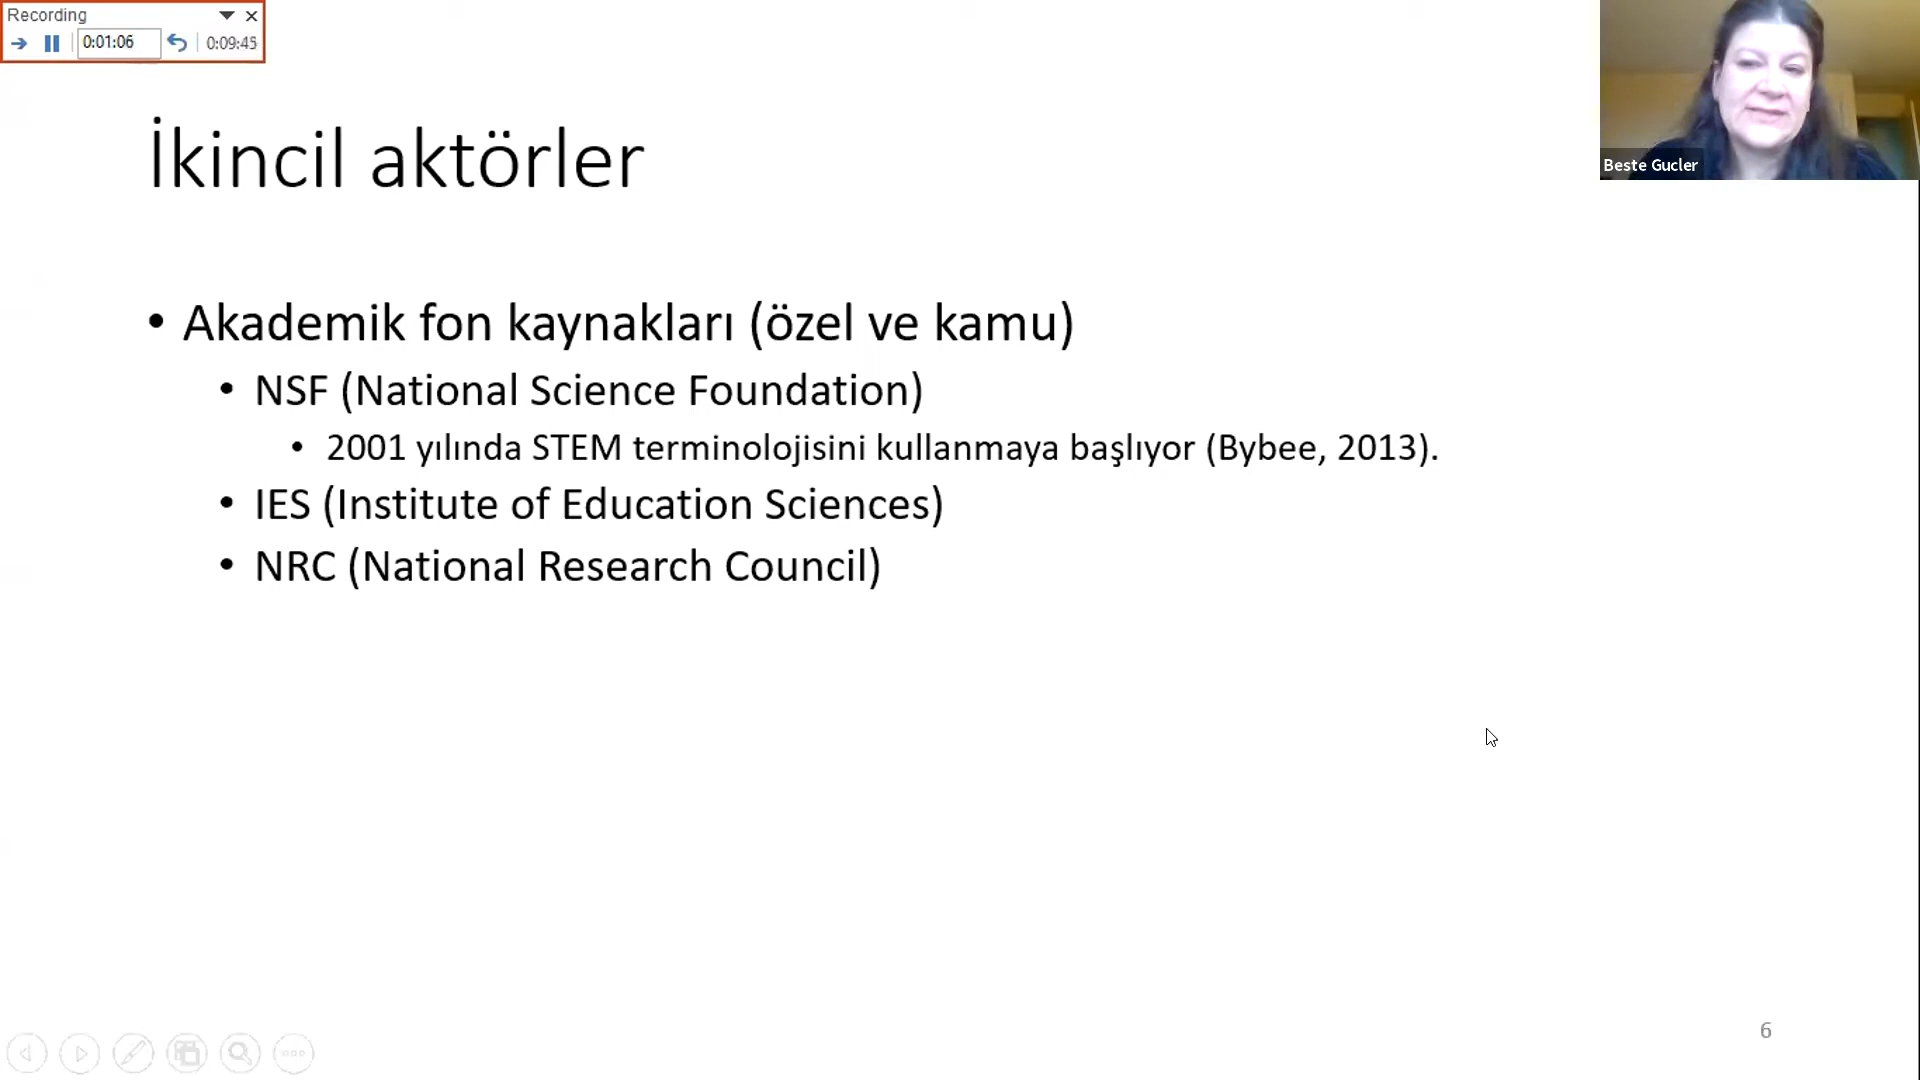 Recording
0:01:06 0:09:45
Beste Gucler
İkincil aktörler
• Akademik fon kaynakları (özel ve kamu)
• NSF (National Science Foundation)
• 2001 yılında STEM terminolojisini kullanmaya başlıyor (Bybee, 2013).
• IES (Institute of Education Sciences)
• NRC (National Research Council)
6